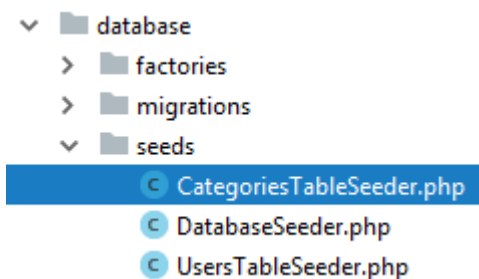 database
factories
migrations
seeds
C CategoriesTableSeeder.php
C DatabaseSeeder.php
C UsersTableSeeder.php